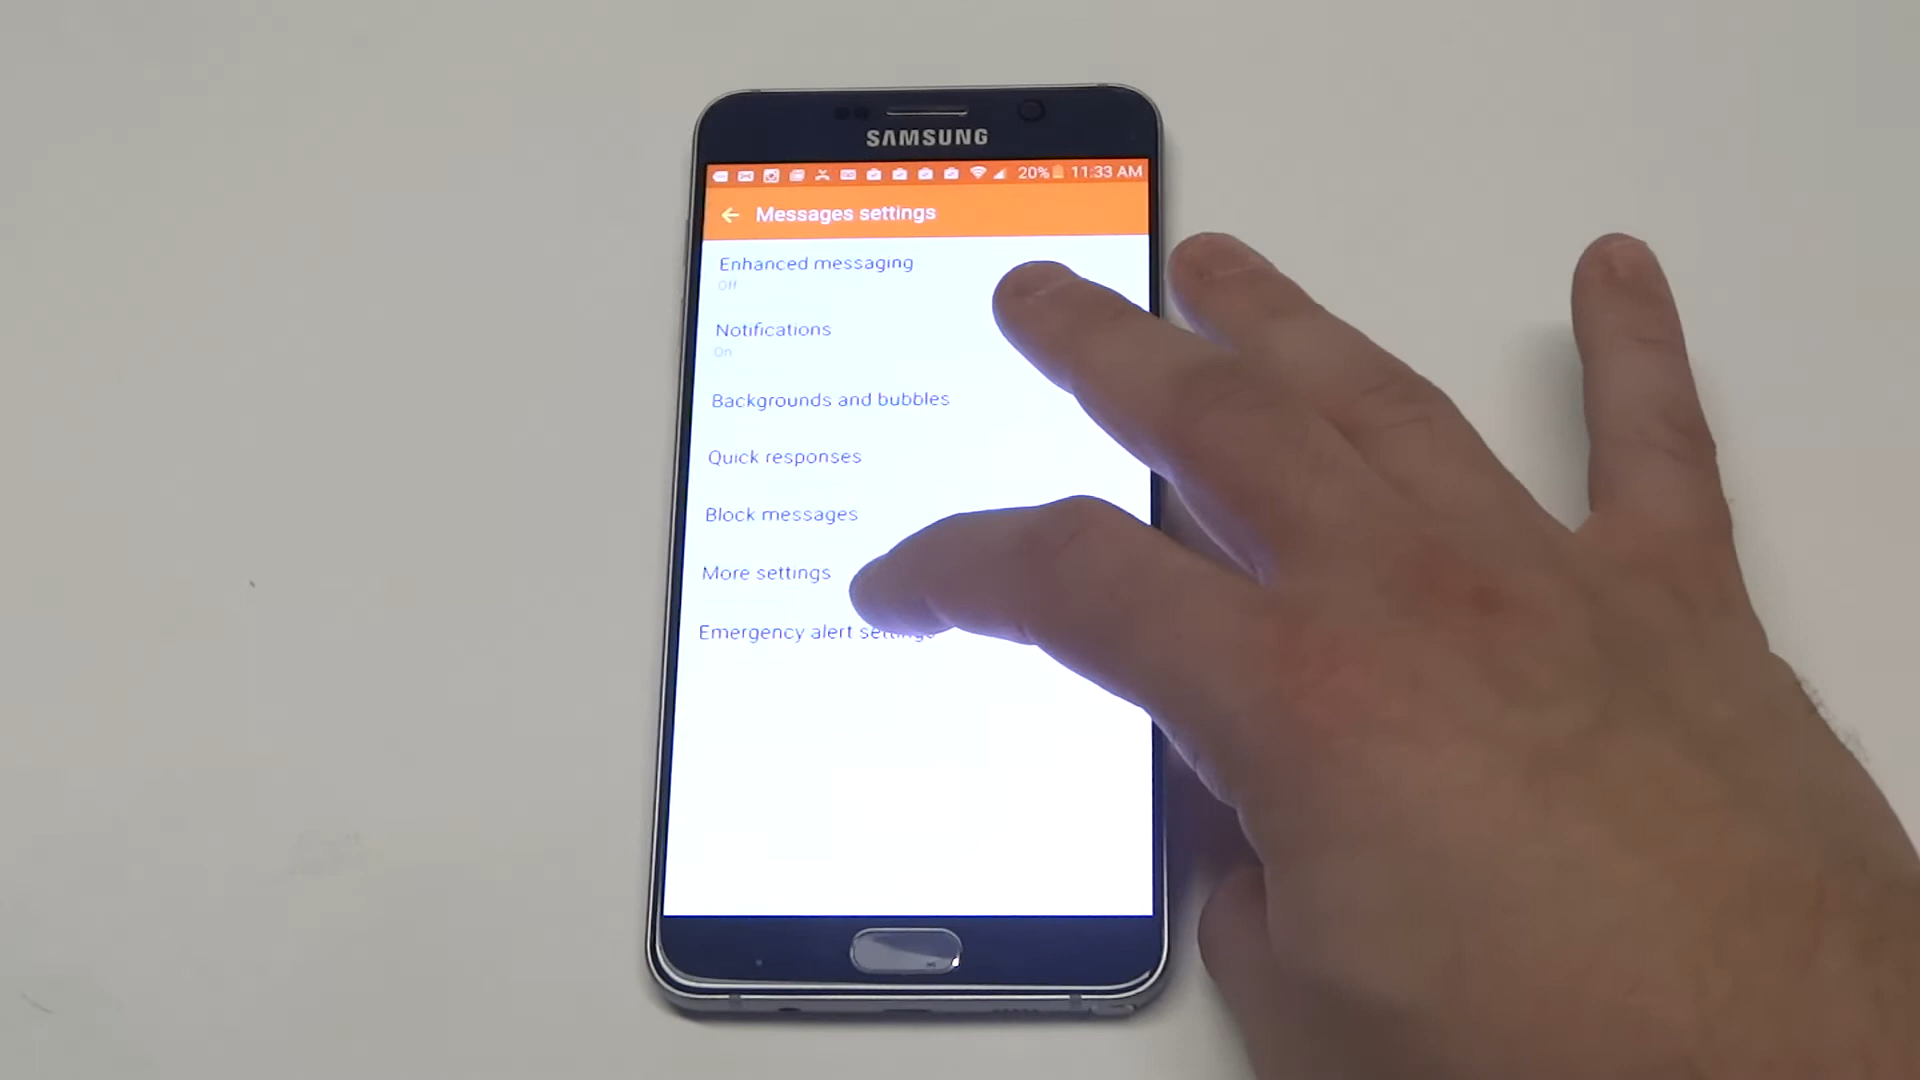 SAMSUNG
20% 11:33 AM
Messages settings
Enhanced messaging
Off
Notifications
On
Backgrounds and bubbles
Quick responses
Block messages
More settings
Emergency alert settings